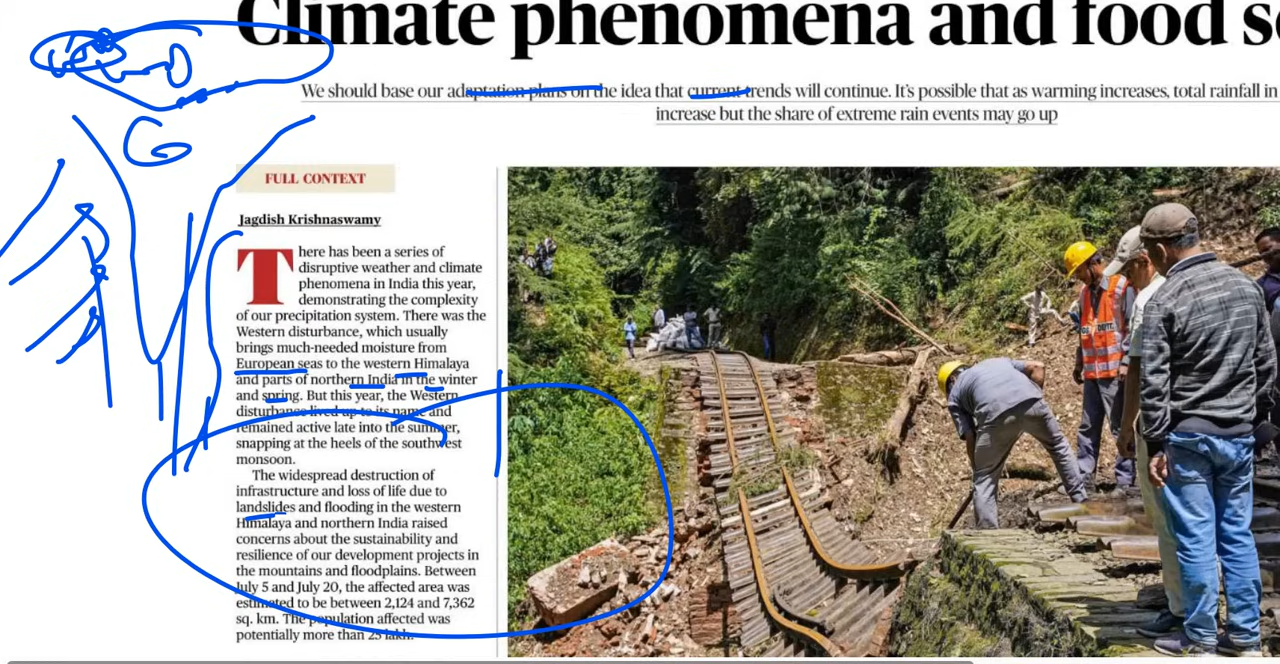 Climate phenomena and food
We should base our adaptation plans on the idea that current trends will continue. It's possible that as warming increases, total rainfall in
increase but the share of extreme rain events may go up
FULL CONTEXT
Jagdish Krishnaswamy
There has been a series of
disruptive weather and climate
phenomena in India this year,
demonstrating the complexity
of our precipitation system. There was the
Western disturbance, which usually
brings much-needed moisture from
European seas to the western Himalaya
and parts of northern India in the winter
and spring. But this year, the Western
disturbance lived up to its name and
remained active late into the summer,
snapping at the heels of the southwest
monsoon.
The widespread destruction of
infrastructure and loss of life due to
landslides and flooding in the western
Himalaya and northern India raised
concerns about the sustainability and
resilience of our development projects in
the mountains and floodplains. Between
July 5 and July 20, the affected area was
estimated to be between 2,124 and 7,362
sq. km. The population affected was
potentially more than 25 lakh.